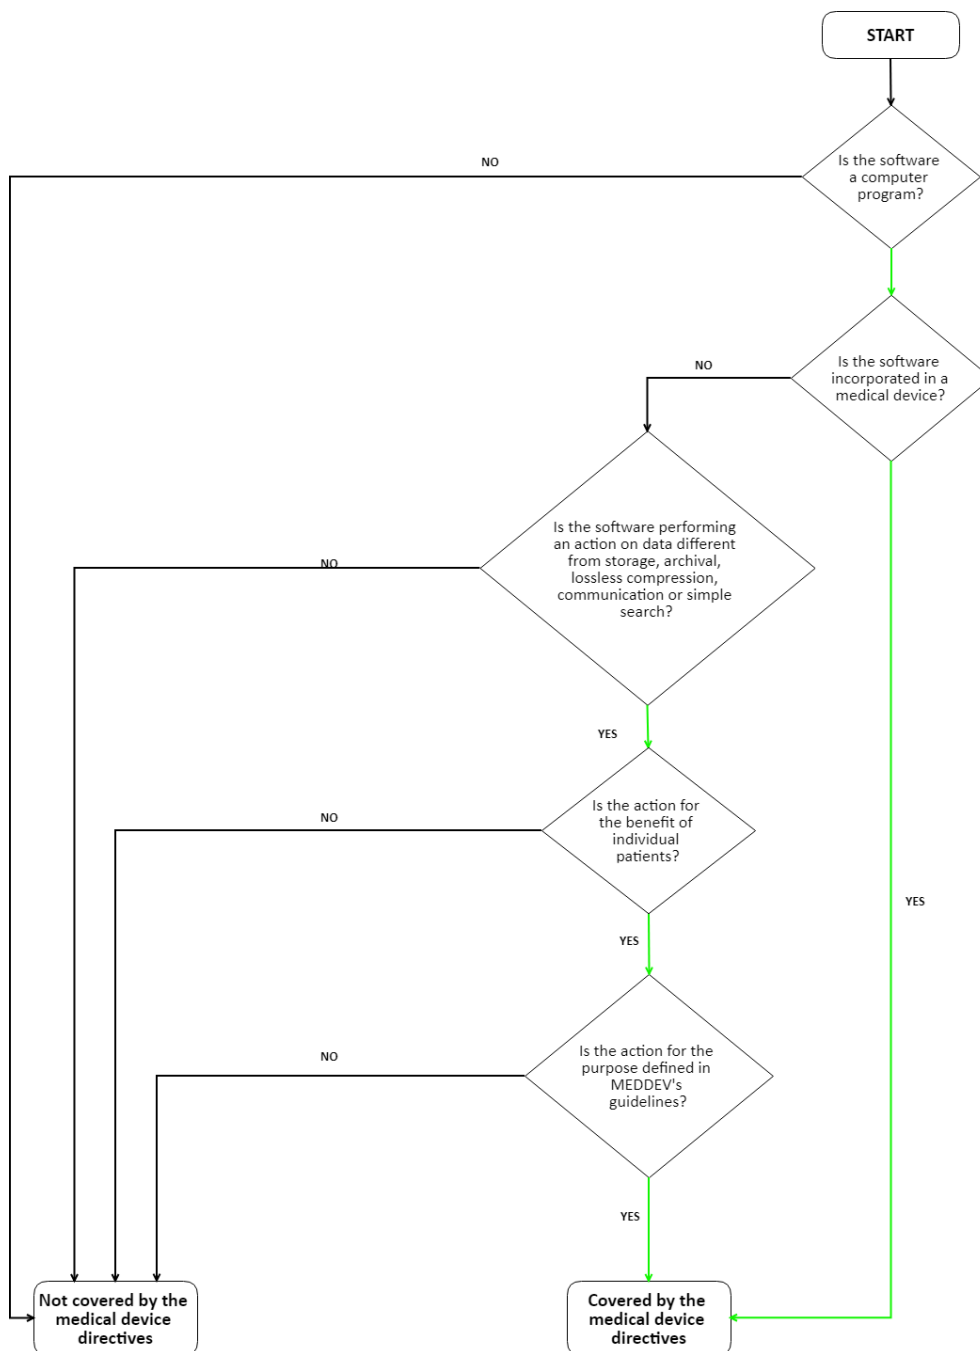 START
Is the software
a computer
program?
NO
Is the software
incorporated in a
medical device?
NO
Is the software performing
an action on data different
from storage, archival,
lossless compression,
communication or simple
search?
NO
YES
Is the action for
the benefit of
individual
patients?
NO
YES
YES
Is the action for the
purpose defined in
MEDDEV's
guidelines?
NO
YES
Not covered by the
medical device
directives
Covered by the
medical device
directives